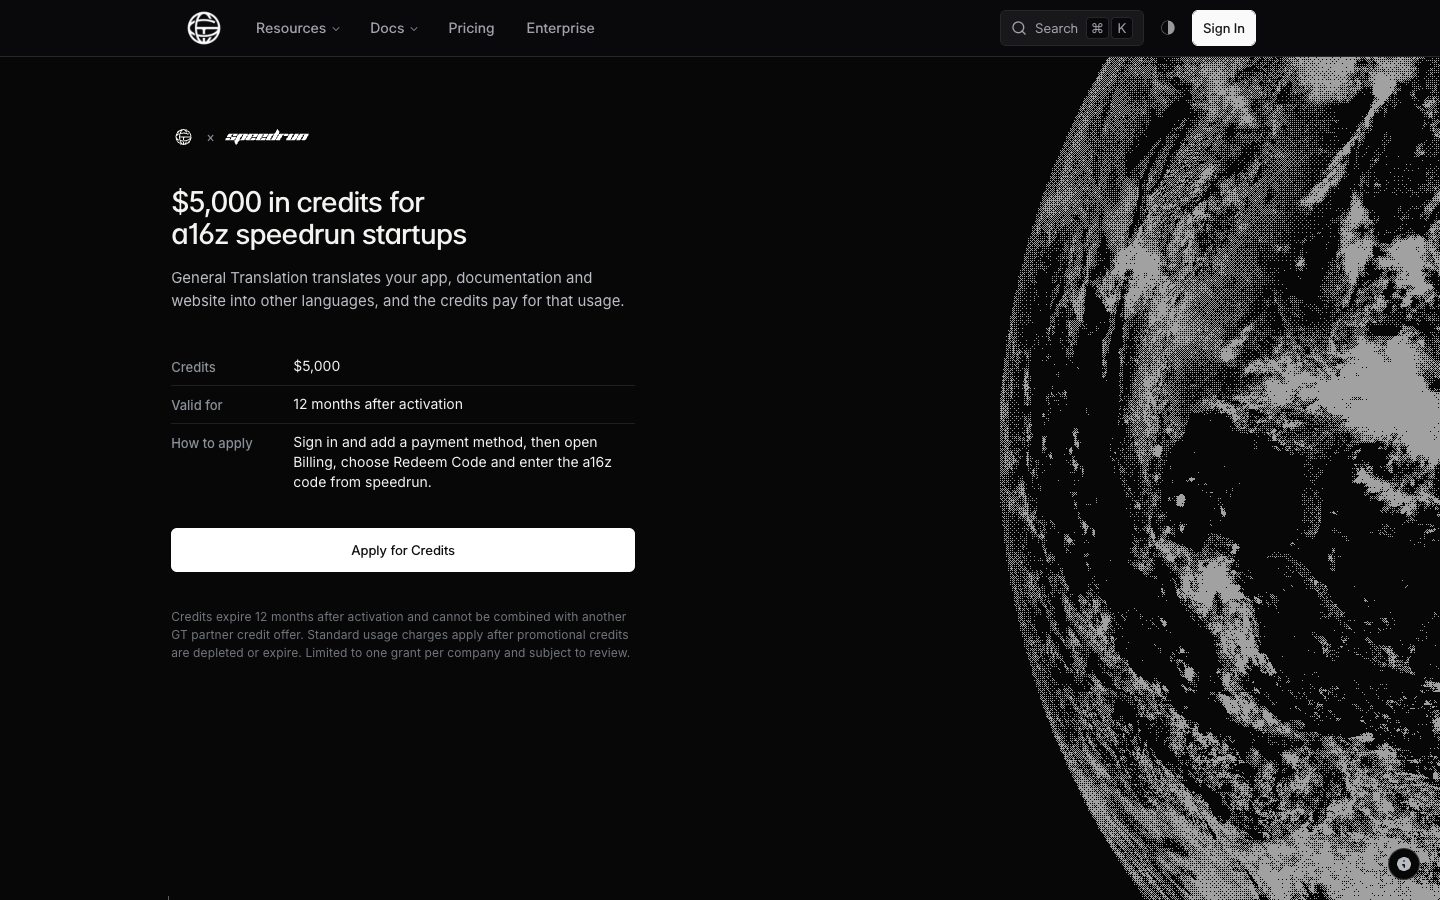 Resources
Docs
Pricing
Enterprise
Search ⌘ K
Sign In
× speedrun
$5,000 in credits for
a16z speedrun startups
General Translation translates your app, documentation and
website into other languages, and the credits pay for that usage.
Credits
$5,000
Valid for
12 months after activation
How to apply
Sign in and add a payment method, then open
Billing, choose Redeem Code and enter the a16z
code from speedrun.
Apply for Credits
Credits expire 12 months after activation and cannot be combined with another
GT partner credit offer. Standard usage charges apply after promotional credits
are depleted or expire. Limited to one grant per company and subject to review.